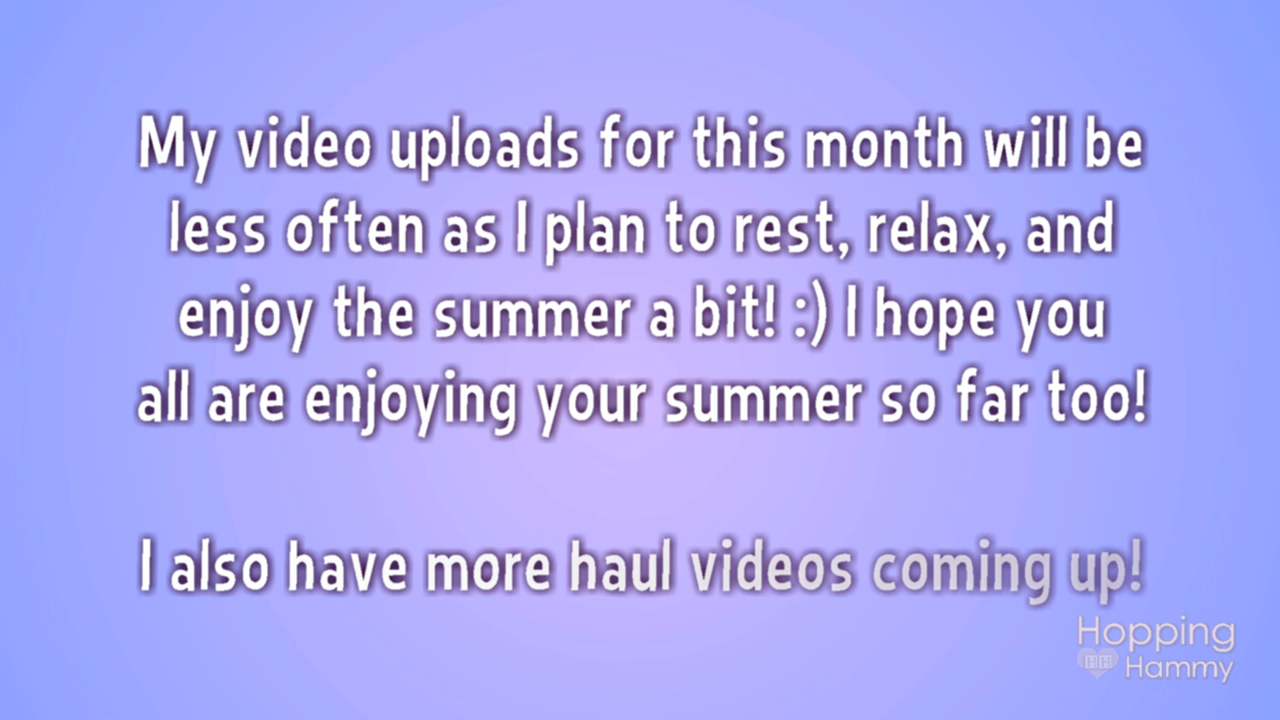 My video uploads for this month will be
less often as I plan to rest, relax, and
enjoy the summer a bit! :) I hope you
all are enjoying your summer so far too!
I also have more haul videos coming up!
Hopping
HH Hammy